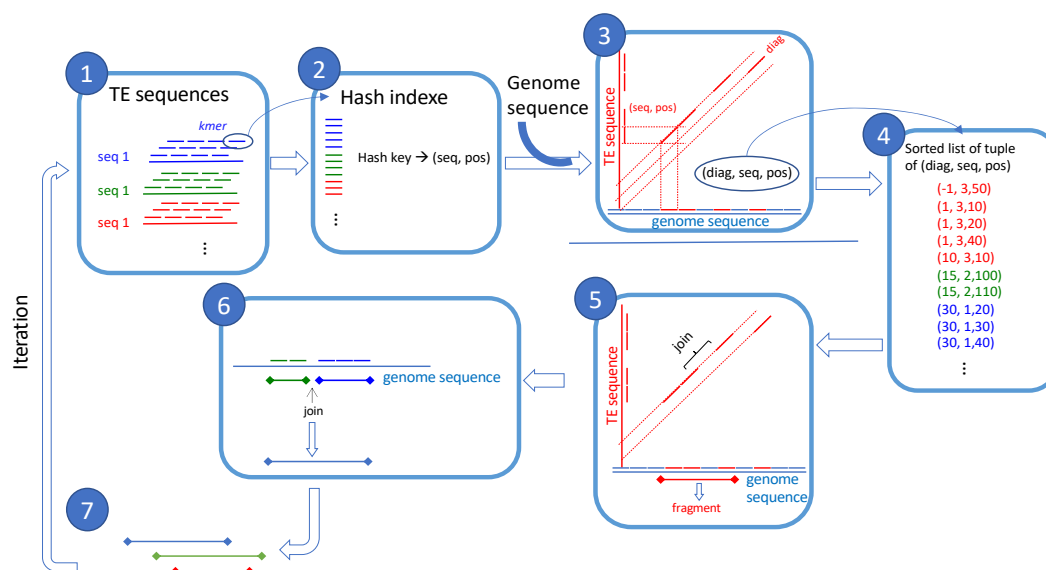 1
TE sequences
kmer
seq 1
seq 1
seq 1
...
2
Hash indexe
Hash key → (seq, pos)
...
Genome
sequence
3
TE sequence
diag
(seq, pos)
(diag, seq, pos)
genome sequence
4
Sorted list of tuple
of (diag, seq, pos)
(-1, 3,50)
(1, 3,10)
(1, 3,20)
(1, 3,40)
(10, 3,10)
(15, 2,100)
(15, 2,110)
(30, 1,20)
(30, 1,30)
(30, 1,40)
...
5
TE sequence
join
genome
sequence
fragment
6
genome sequence
join
7
Iteration